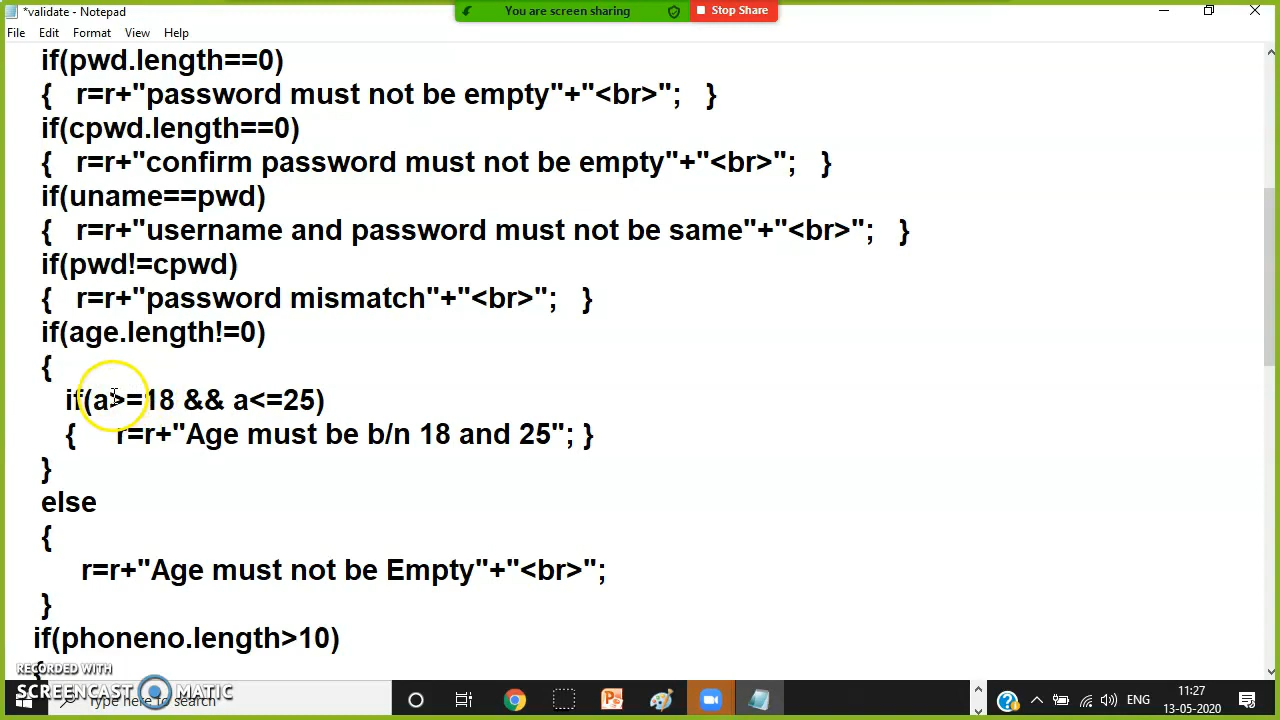 *validate - Notepad
You are screen sharing
Stop Share
File Edit Format View Help
if(pwd.length==0)
{ r=r+"password must not be empty"+"<br>"; }
if(cpwd.length==0)
{ r=r+"confirm password must not be empty"+"<br>"; }
if(uname==pwd)
{ r=r+"username and password must not be same"+"<br>"; }
if(pwd!=cpwd)
{ r=r+"password mismatch"+"<br>"; }
if(age.length!=0)
{
if(a>=18 && a<=25)
{ r=r+"Age must be b/n 18 and 25"; }
}
else
{
r=r+"Age must not be Empty"+"<br>";
}
if(phoneno.length>10)
{
RECORDED WITH
SCREENCAST MATIC
Type here to search
ENG
11:27
13-05-2020